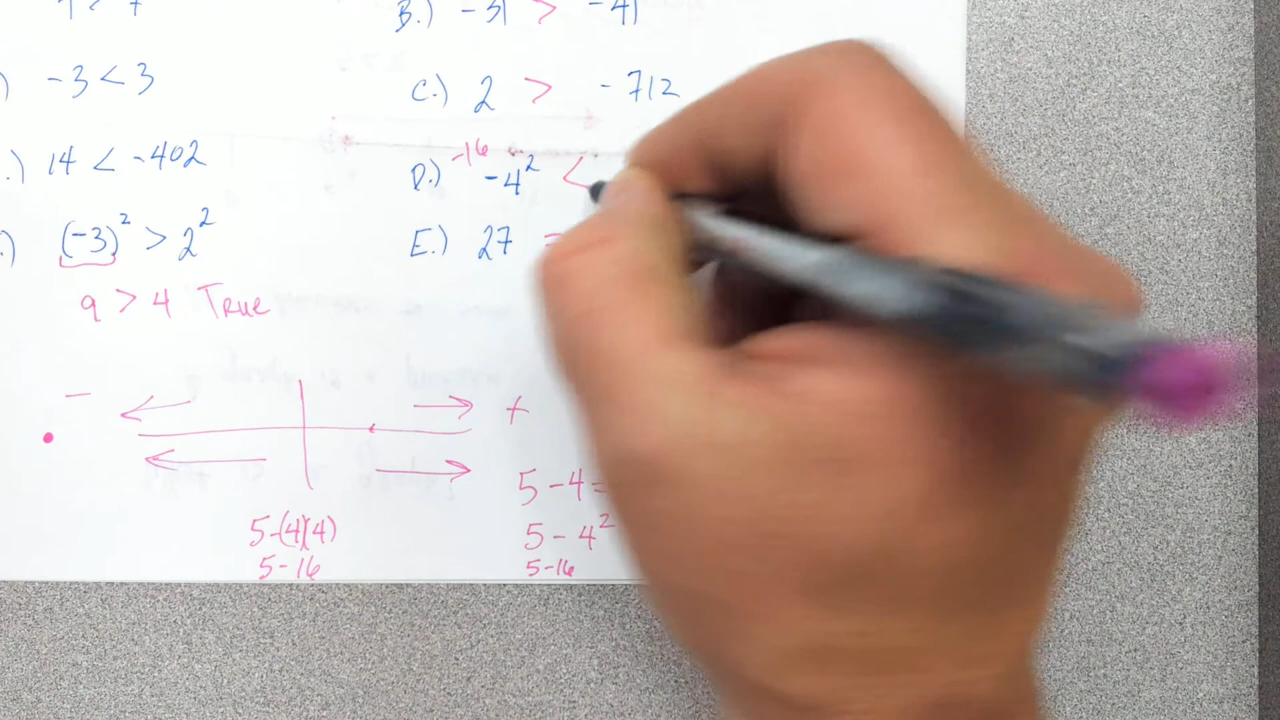 B.) -31 > -41
) -3 < 3
C.) 2 > -712
.) 14 < -402
-16
D.) -4² <
.) (-3)² > 2²
E.) 27 =
9 > 4 True
- +
5-4=
5-(4)(4)
5-4²
5-16
5-16